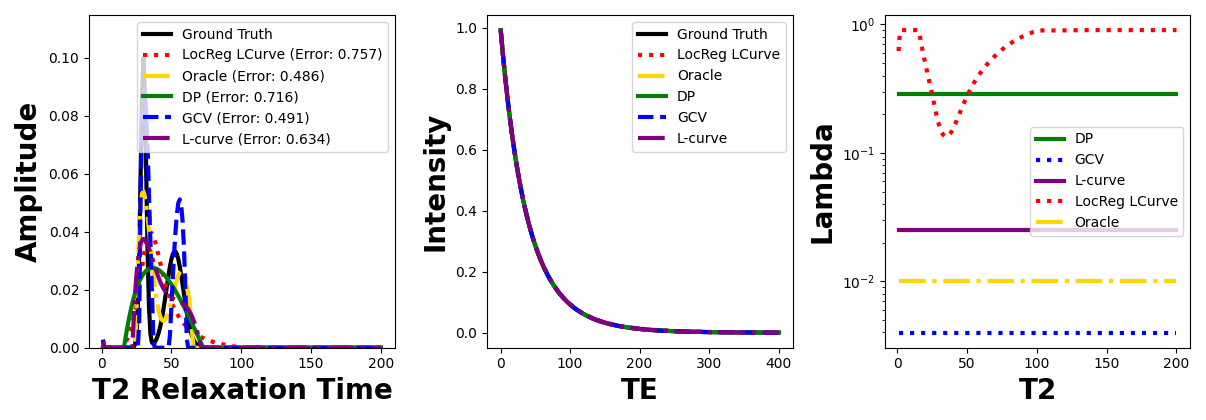 Amplitude
0.00
0.02
0.04
0.06
0.08
0.10
0
50
100
150
200
T2 Relaxation Time
Ground Truth
LocReg LCurve (Error: 0.757)
Oracle (Error: 0.486)
DP (Error: 0.716)
GCV (Error: 0.491)
L-curve (Error: 0.634)
Intensity
0.0
0.2
0.4
0.6
0.8
1.0
0
100
200
300
400
TE
Ground Truth
LocReg LCurve
Oracle
DP
GCV
L-curve
Lambda
10⁰
10⁻¹
10⁻²
0
50
100
150
200
T2
DP
GCV
L-curve
LocReg LCurve
Oracle